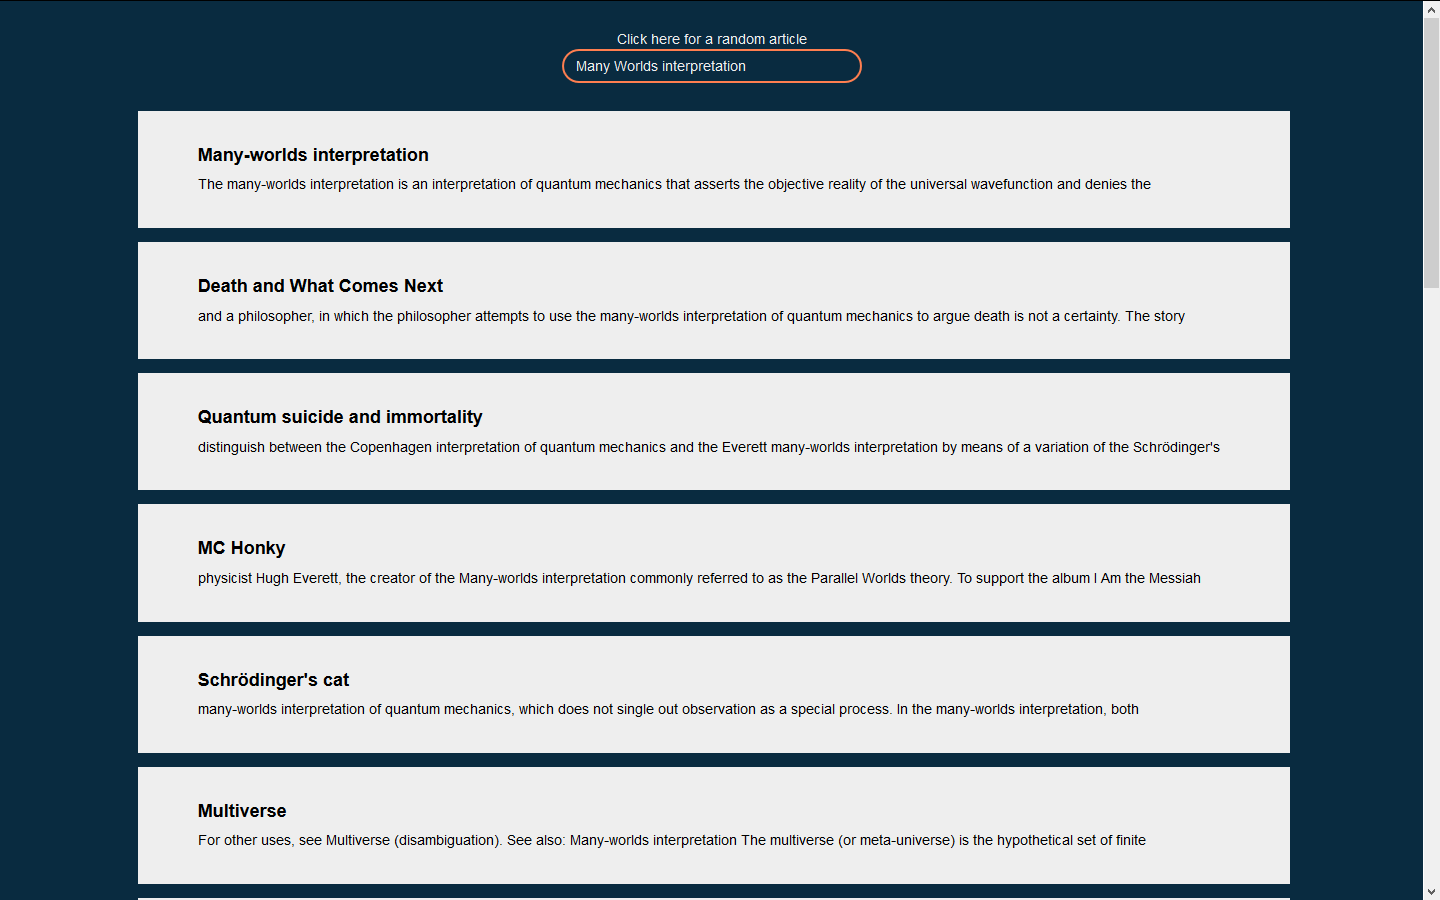 Click here for a random article
Many Worlds interpretation
Many-worlds interpretation
The many-worlds interpretation is an interpretation of quantum mechanics that asserts the objective reality of the universal wavefunction and denies the
Death and What Comes Next
and a philosopher, in which the philosopher attempts to use the many-worlds interpretation of quantum mechanics to argue death is not a certainty. The story
Quantum suicide and immortality
distinguish between the Copenhagen interpretation of quantum mechanics and the Everett many-worlds interpretation by means of a variation of the Schrödinger's
MC Honky
physicist Hugh Everett, the creator of the Many-worlds interpretation commonly referred to as the Parallel Worlds theory. To support the album I Am the Messiah
Schrödinger's cat
many-worlds interpretation of quantum mechanics, which does not single out observation as a special process. In the many-worlds interpretation, both
Multiverse
For other uses, see Multiverse (disambiguation). See also: Many-worlds interpretation The multiverse (or meta-universe) is the hypothetical set of finite